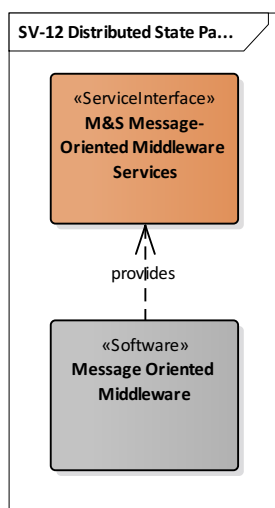 SV-12 Distributed State Pa...
«ServiceInterface»
M&S Message-
Oriented Middleware
Services
provides
«Software»
Message Oriented
Middleware